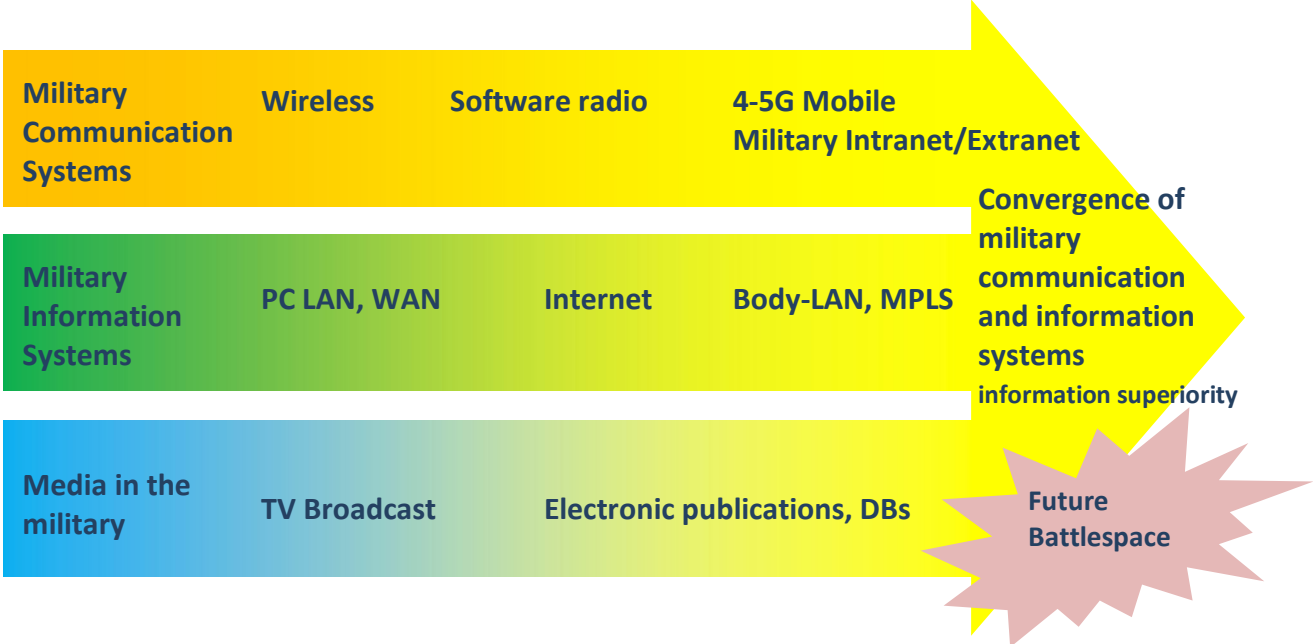 Military
Communication
Systems
Wireless
Software radio
4-5G Mobile
Military Intranet/Extranet
Military
Information
Systems
PC LAN, WAN
Internet
Body-LAN, MPLS
Media in the
military
TV Broadcast
Electronic publications, DBs
Convergence of
military
communication
and information
systems
information superiority
Future
Battlespace